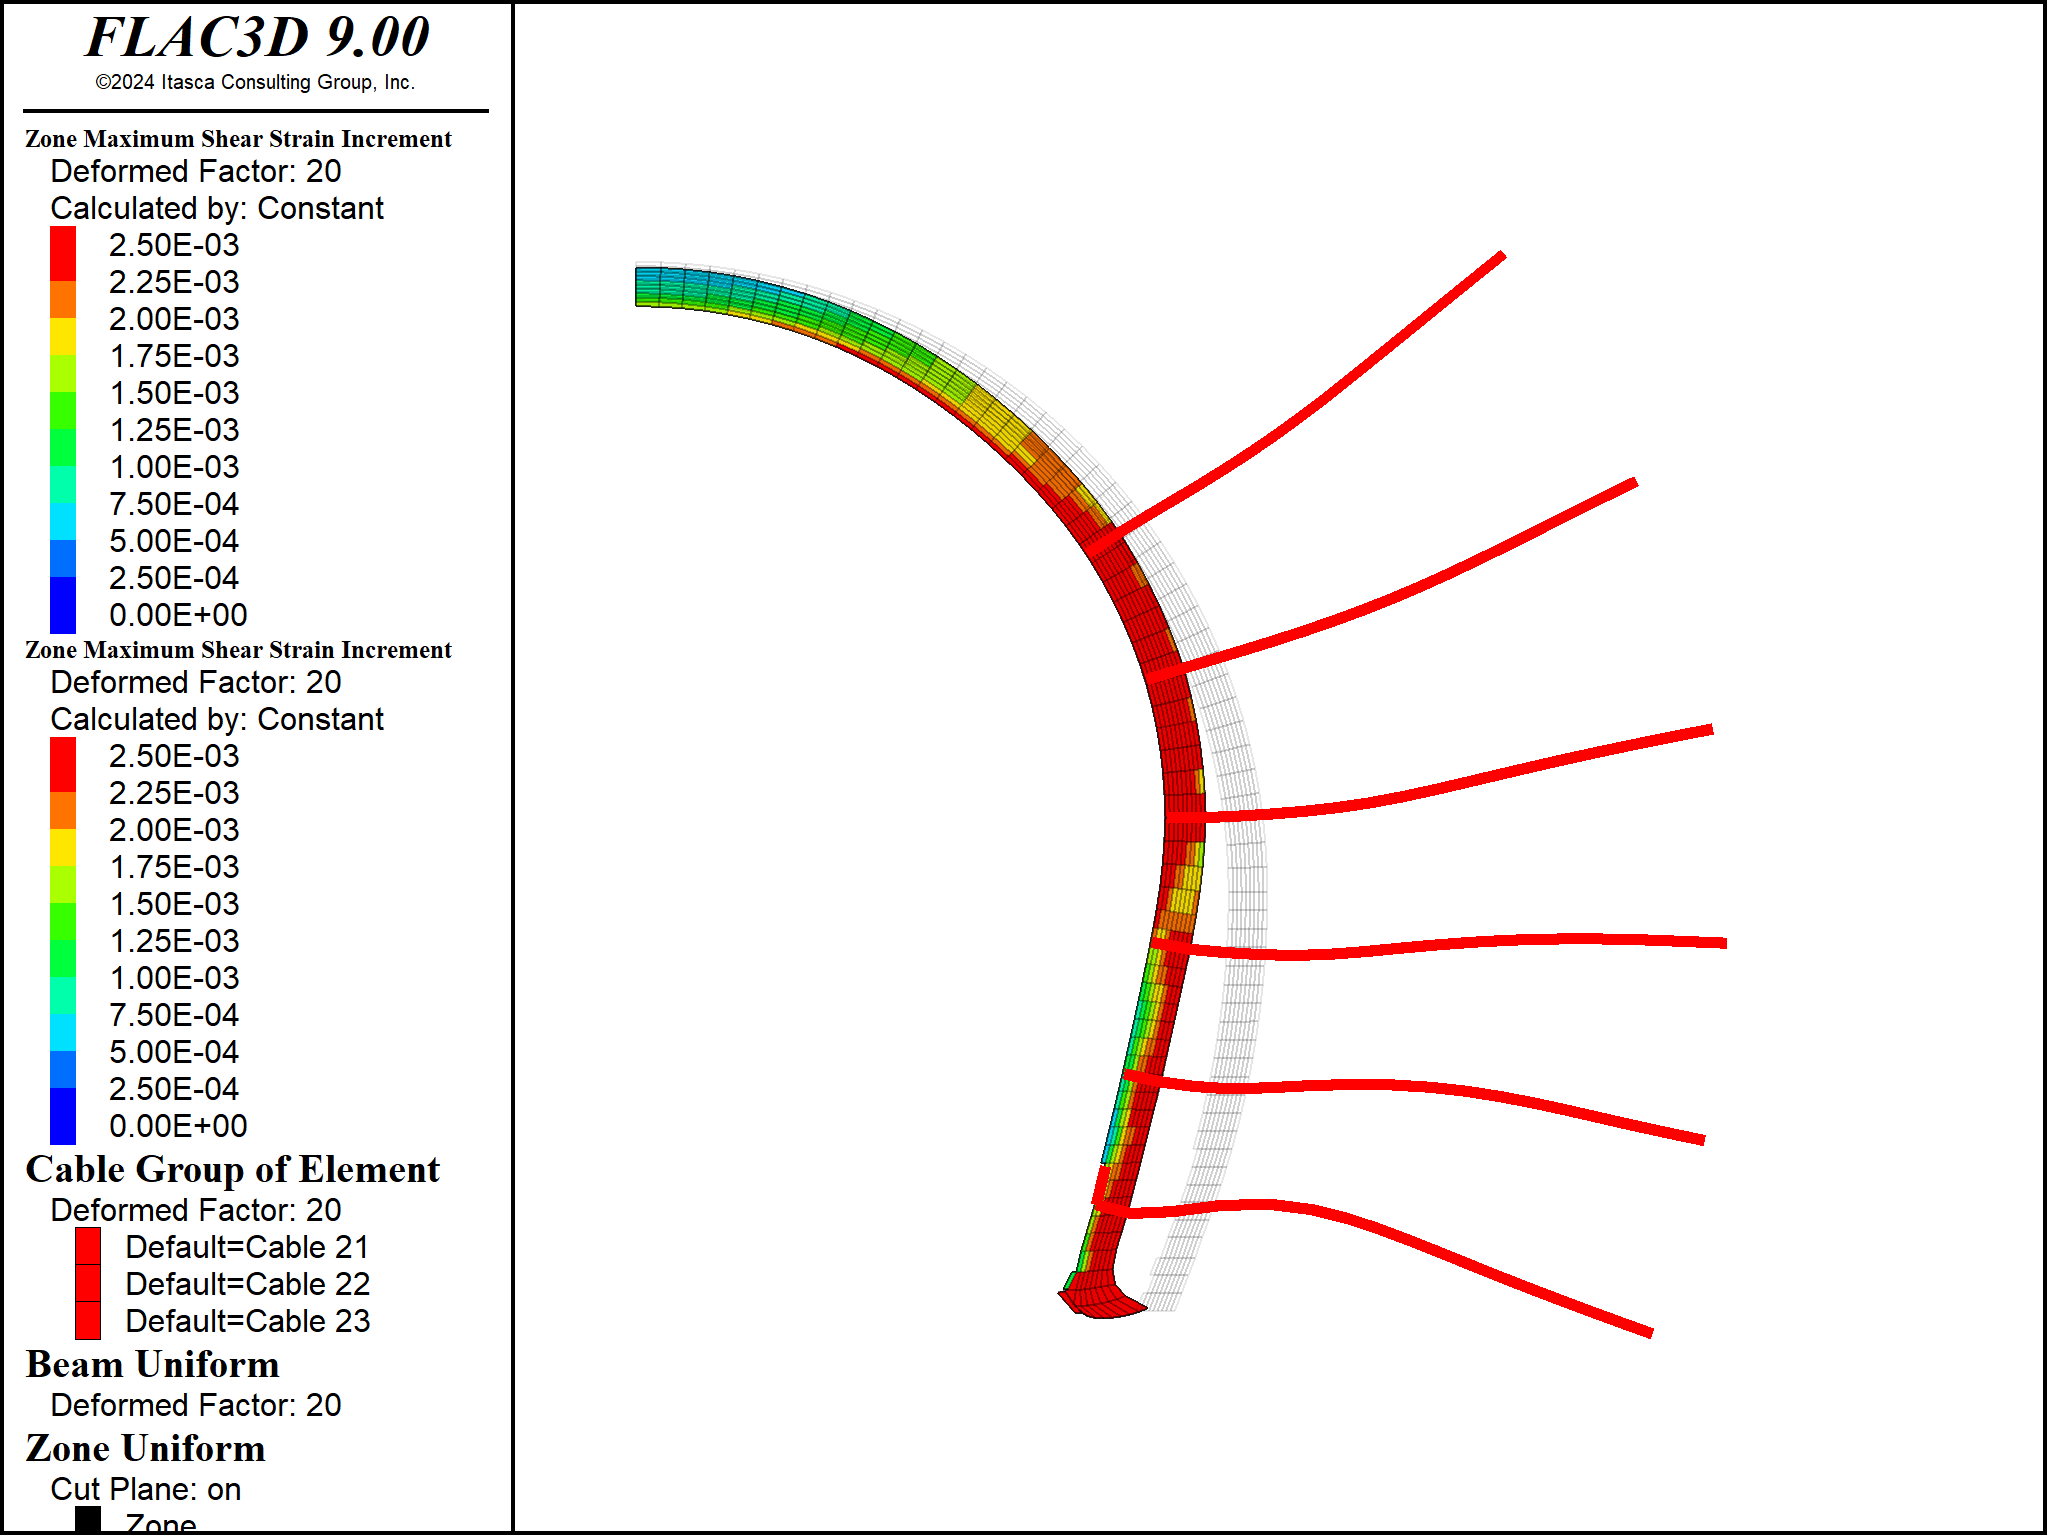 FLAC3D 9.00
©2024 Itasca Consulting Group, Inc.
Zone Maximum Shear Strain Increment
Deformed Factor: 20
Calculated by: Constant
2.50E-03
2.25E-03
2.00E-03
1.75E-03
1.50E-03
1.25E-03
1.00E-03
7.50E-04
5.00E-04
2.50E-04
0.00E+00
Zone Maximum Shear Strain Increment
Deformed Factor: 20
Calculated by: Constant
2.50E-03
2.25E-03
2.00E-03
1.75E-03
1.50E-03
1.25E-03
1.00E-03
7.50E-04
5.00E-04
2.50E-04
0.00E+00
Cable Group of Element
Deformed Factor: 20
Default=Cable 21
Default=Cable 22
Default=Cable 23
Beam Uniform
Deformed Factor: 20
Zone Uniform
Cut Plane: on
Zone